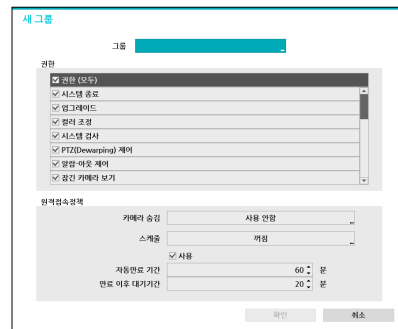 새 그룹
그룹
권한
권한 (모두)
시스템 종료
업그레이드
컬러 조정
시스템 검사
PTZ(Dewarping) 제어
알람-아웃 제어
잠긴 카메라 보기
원격접속정책
카메라 숨김 사용 안함
스케줄 꺼짐
사용
자동만료 기간 60 분
만료 이후 대기기간 20 분
확인 취소